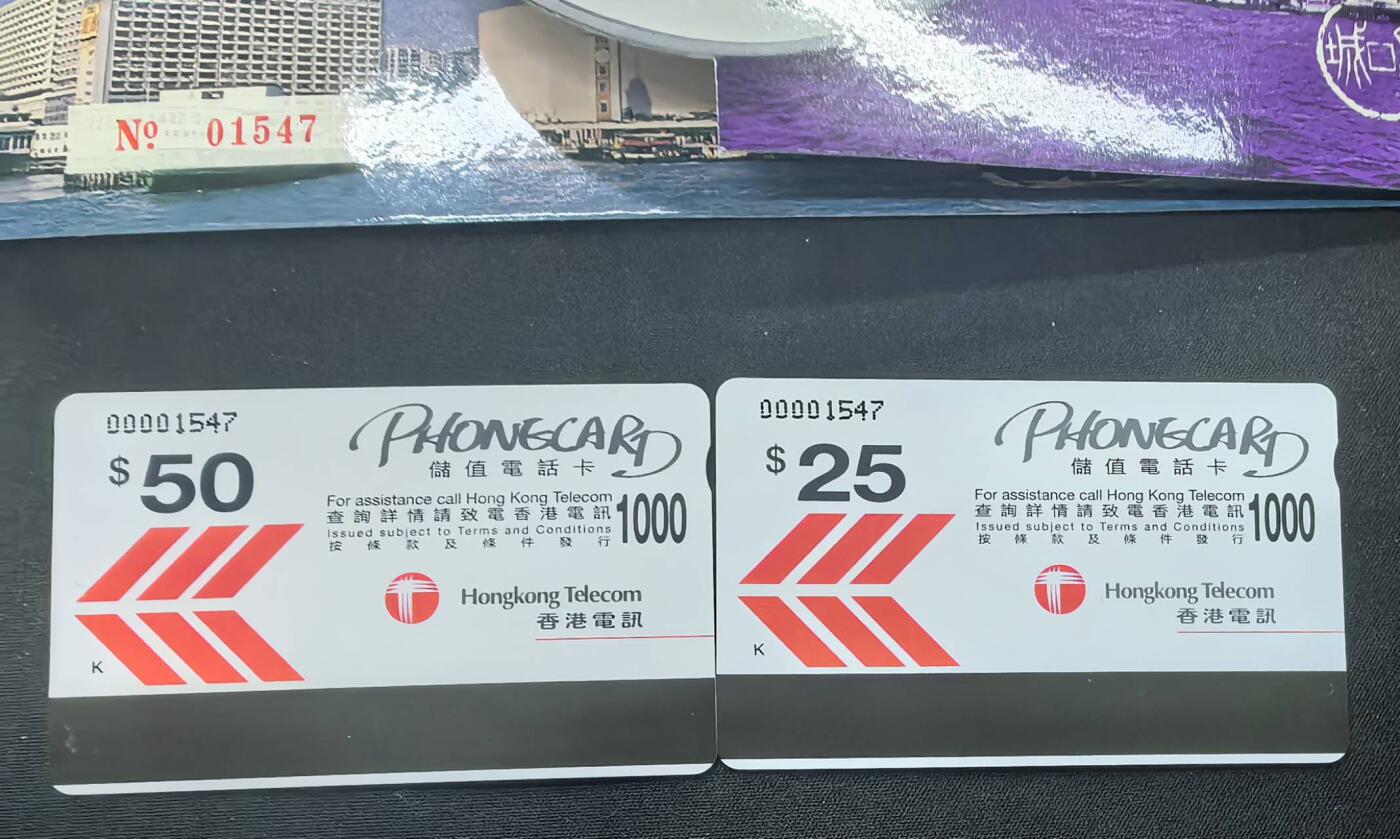 № 01547
城口
00001547
$50
PHONECARD
儲值電話卡
For assistance call Hong Kong Telecom
查詢詳情請致電香港電訊
1000
Issued subject to Terms and Conditions
按條款及條件發行
Hongkong Telecom
香港電訊
K
00001547
$25
PHONECARD
儲值電話卡
For assistance call Hong Kong Telecom
查詢詳情請致電香港電訊
1000
Issued subject to Terms and Conditions
按條款及條件發行
Hongkong Telecom
香港電訊
K